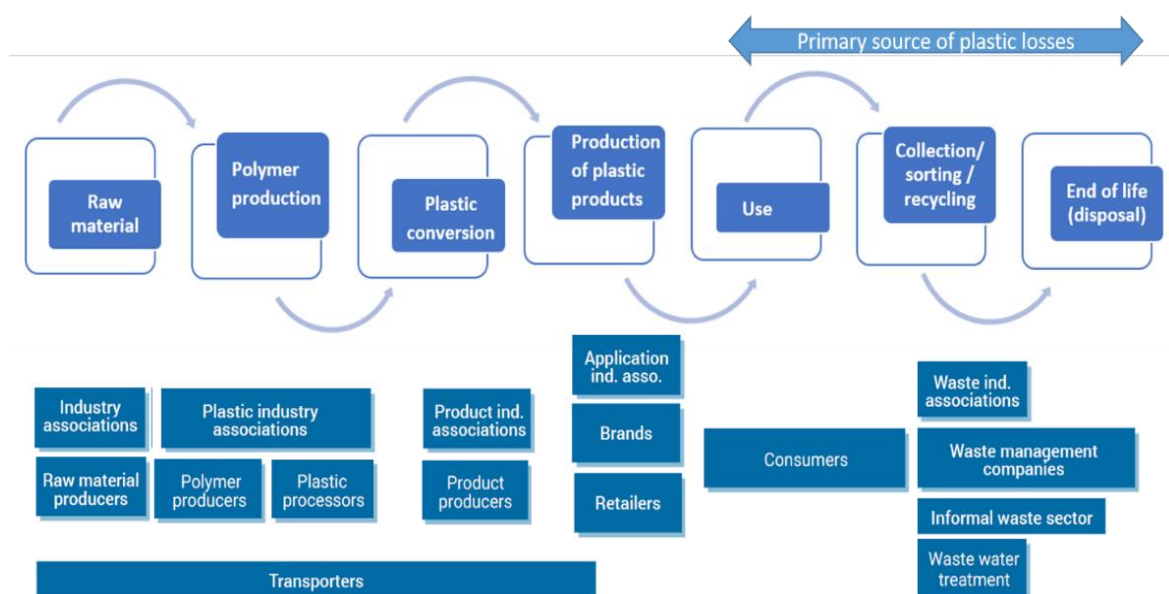 Primary source of plastic losses
Raw
material
Polymer
production
Plastic
conversion
Production
of plastic
products
Use
Collection/
sorting /
recycling
End of life
(disposal)
Industry
associations
Plastic industry
associations
Product ind.
associations
Application
ind. asso.
Waste ind.
associations
Raw material
producers
Polymer
producers
Plastic
processors
Product
producers
Brands
Retailers
Consumers
Waste management
companies
Informal waste sector
Waste water
treatment
Transporters